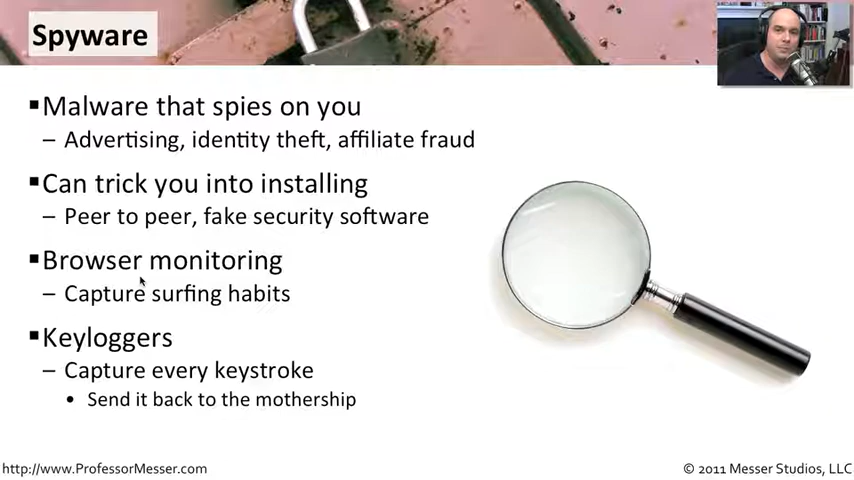 Spyware
▪Malware that spies on you
– Advertising, identity theft, affiliate fraud
▪Can trick you into installing
– Peer to peer, fake security software
▪Browser monitoring
– Capture surfing habits
▪Keyloggers
– Capture every keystroke
• Send it back to the mothership
http://www.ProfessorMesser.com
© 2011 Messer Studios, LLC